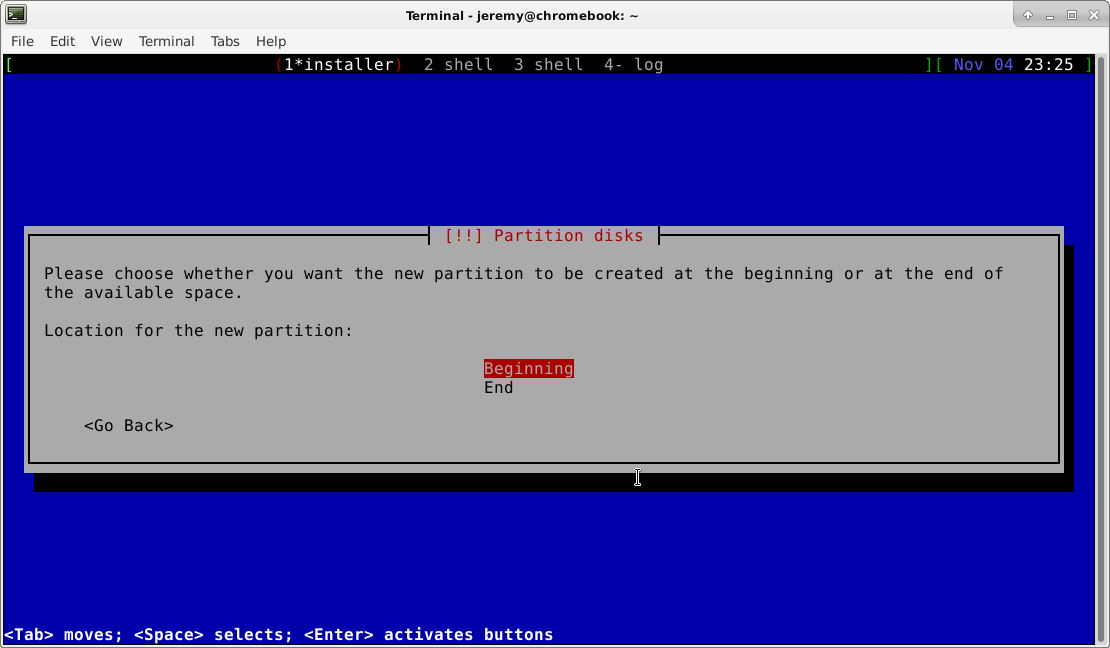 Terminal - jeremy@chromebook: ~
File Edit View Terminal Tabs Help
[ (1*installer) 2 shell 3 shell 4- log ][ Nov 04 23:25 ]
[!!] Partition disks
Please choose whether you want the new partition to be created at the beginning or at the end of
the available space.
Location for the new partition:
Beginning
End
<Go Back>
<Tab> moves; <Space> selects; <Enter> activates buttons